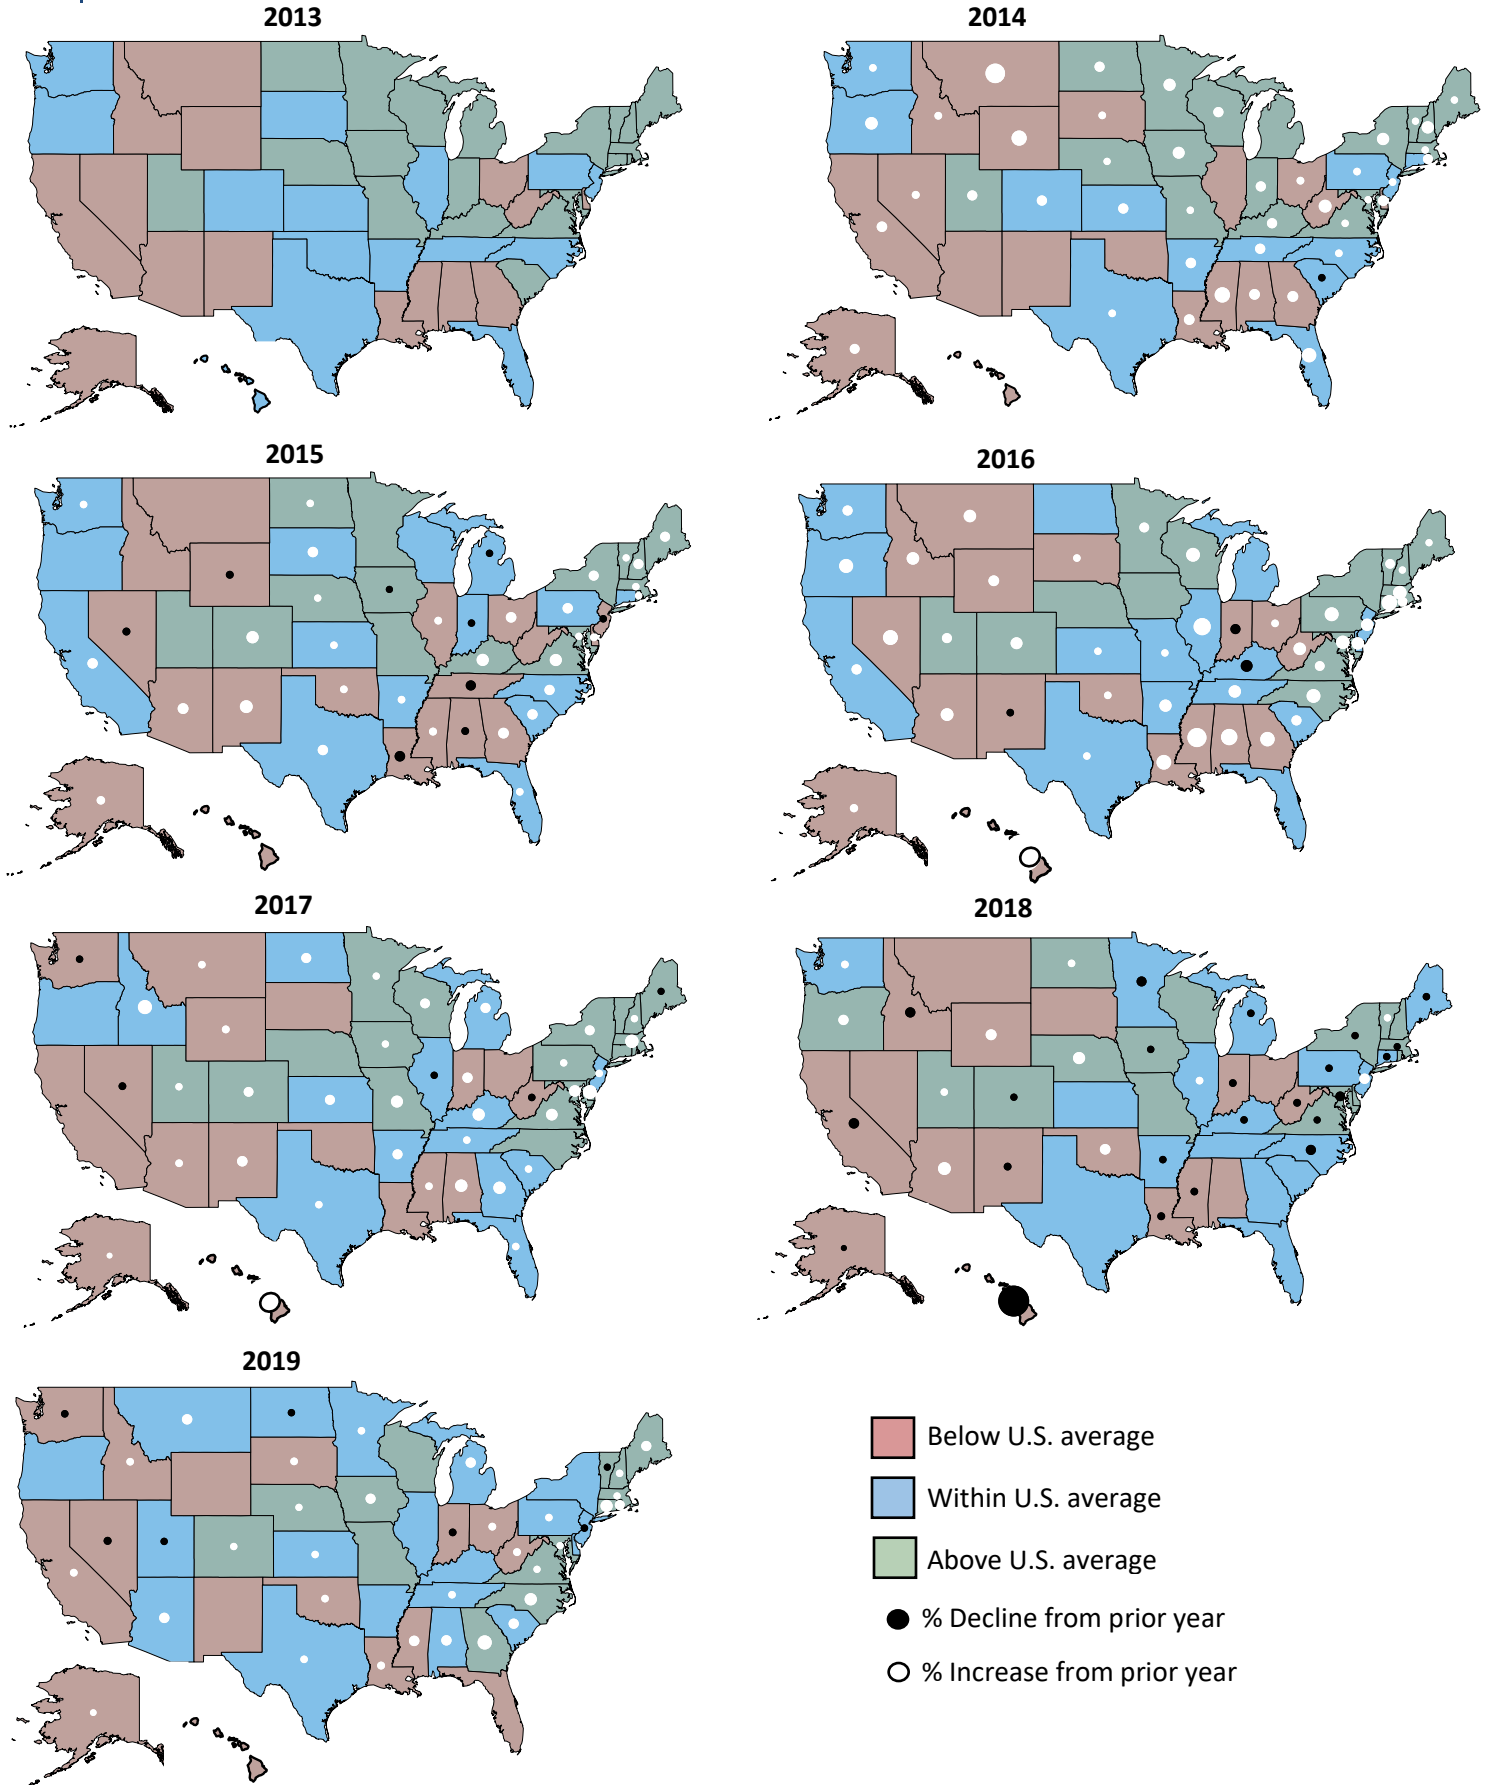 2013
2014
2015
2016
2017
2018
2019
Below U.S. average
Within U.S. average
Above U.S. average
% Decline from prior year
% Increase from prior year